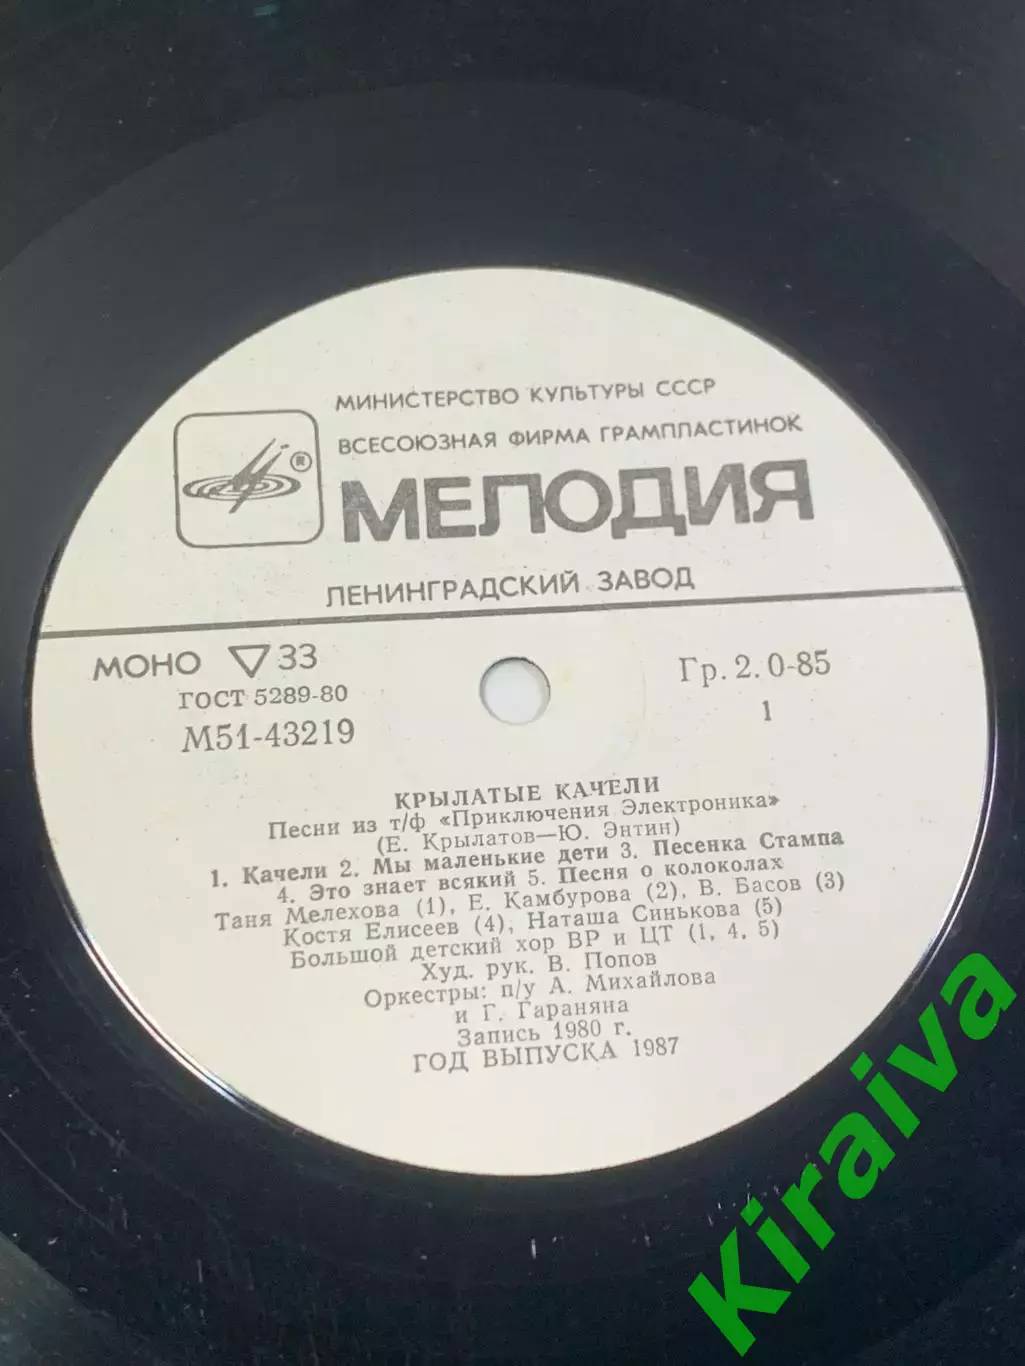 МИНИСТЕРСТВО КУЛЬТУРЫ СССР
ВСЕСОЮЗНАЯ ФИРМА ГРАМПЛАСТИНОК
®
МЕЛОДИЯ
ЛЕНИНГРАДСКИЙ ЗАВОД
МОНО ▽ 33
Гр. 2. 0-85
ГОСТ 5289-80
1
М51-43219
КРЫЛАТЫЕ КАЧЕЛИ
Песни из т/ф «Приключения Электроника»
(Е. Крылатов—Ю. Энтин)
1. Качели 2. Мы маленькие дети 3. Песенка Стампа
4. Это знает всякий 5. Песня о колоколах
Таня Мелехова (1), Е. Камбурова (2), В. Басов (3)
Костя Елисеев (4), Наташа Синькова (5)
Большой детский хор ВР и ЦТ (1, 4, 5)
Худ. рук. В. Попов
Оркестры: п/у А. Михайлова
и Г. Гараняна
Запись 1980 г.
ГОД ВЫПУСКА 1987
Kiraiva